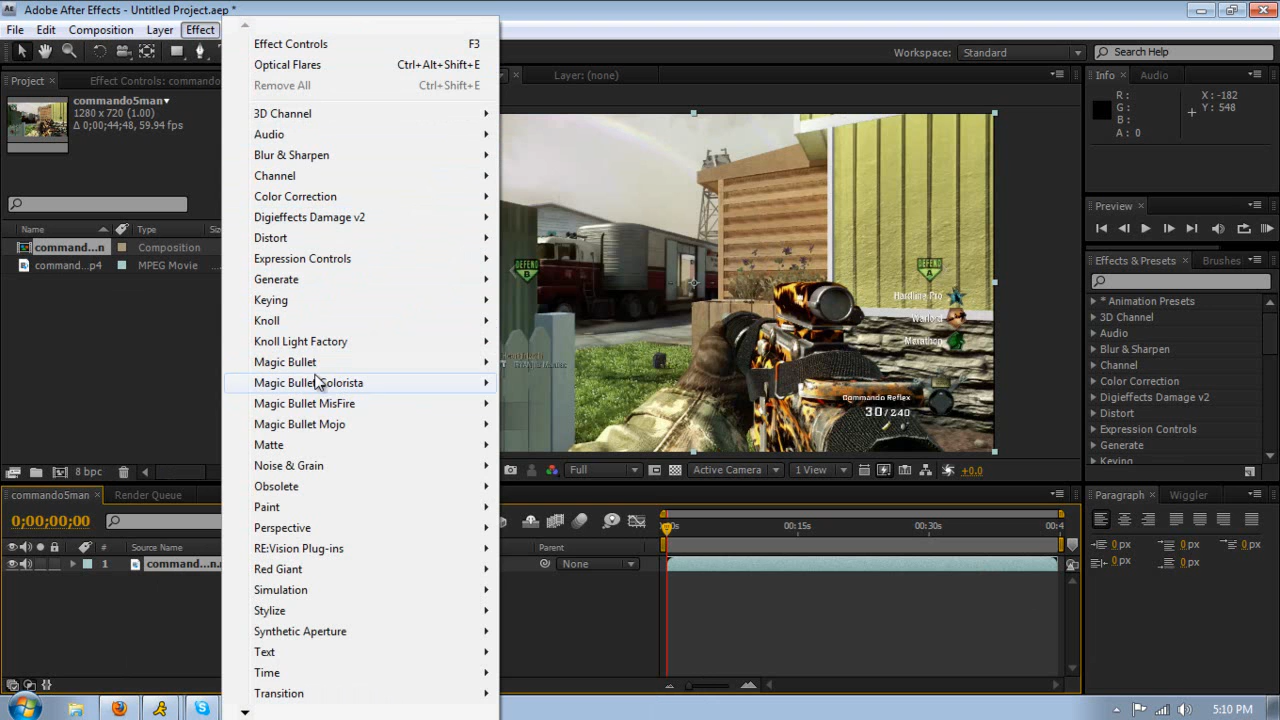 Adobe After Effects - Untitled Project.aep *
File Edit Composition Layer Effect
Workspace: Standard
Search Help
Project Effect Controls: commando
Layer: (none)
Info Audio
commando5man
1280 x 720 (1.00)
Δ 0;00;44;48, 59.94 fps
R :
G :
B :
A : 0
X : -182
Y : 548
Effect Controls F3
Optical Flares Ctrl+Alt+Shift+E
Remove All Ctrl+Shift+E
3D Channel
Audio
Blur & Sharpen
Channel
Color Correction
Digieffects Damage v2
Distort
Expression Controls
Generate
Keying
Knoll
Knoll Light Factory
Magic Bullet
Magic Bullet Colorista
Magic Bullet MisFire
Magic Bullet Mojo
Matte
Noise & Grain
Obsolete
Paint
Perspective
RE:Vision Plug-ins
Red Giant
Simulation
Stylize
Synthetic Aperture
Text
Time
Transition
Name Type Siz
command...n Composition
command...p4 MPEG Movie
8 bpc
DEFEND
B
DEFEND
A
Hardline Pro
Warlord
Marathon
Commando Reflex
30/240
Full
Active Camera
1 View
+0.0
Preview
Effects & Presets Brushes
* Animation Presets
3D Channel
Audio
Blur & Sharpen
Channel
Color Correction
Digieffects Damage v2
Distort
Expression Controls
Generate
Keying
commando5man Render Queue
0;00;00;00
# Source Name
Parent
1 command...n.
None
00s 00:15s 00:30s 00:4
Paragraph Wiggler
0 px 0 px 0 px
0 px 0 px
5:10 PM